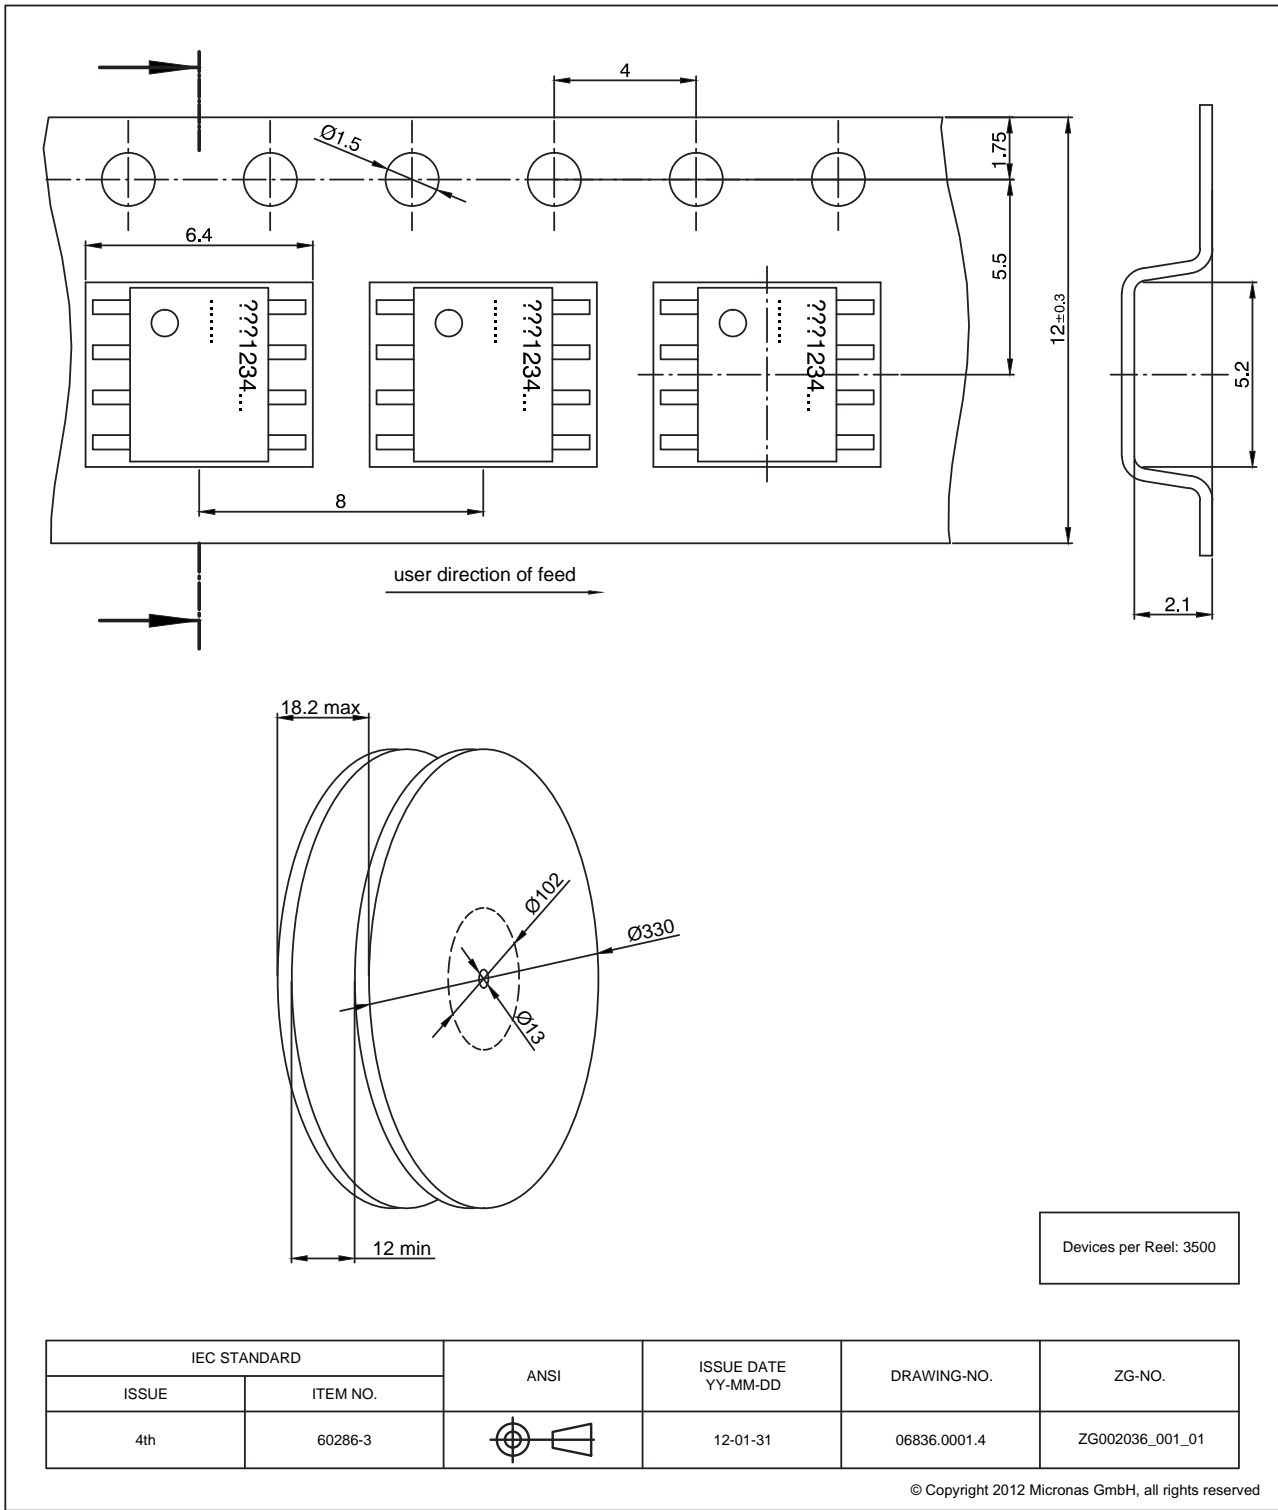 4
Ø1.5
1.75
6.4
5.5
12±0.3
???1234...
.......
???1234...
.......
???1234...
.......
5.2
8
user direction of feed
2.1
18.2 max
Ø102
Ø330
Ø13
12 min
Devices per Reel: 3500
IEC STANDARD
ANSI
ISSUE DATE
YY-MM-DD
DRAWING-NO.
ZG-NO.
ISSUE
ITEM NO.
4th
60286-3
12-01-31
06836.0001.4
ZG002036_001_01
© Copyright 2012 Micronas GmbH, all rights reserved